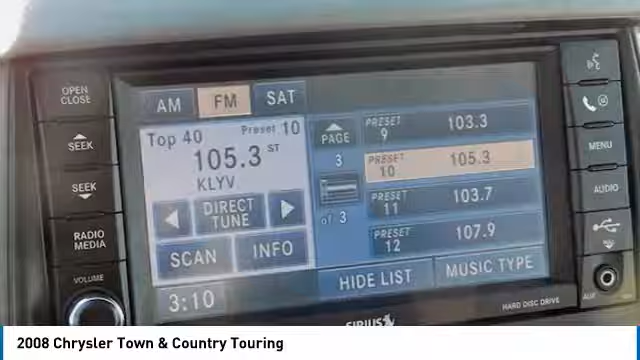 OPEN
CLOSE
SEEK
SEEK
RADIO
MEDIA
VOLUME
AM FM SAT
Top 40 Preset 10
105.3 ST
KLYV
DIRECT
TUNE
SCAN INFO
3:10
PAGE
3
of 3
PRESET
9 103.3
PRESET
10 105.3
PRESET
11 103.7
PRESET
12 107.9
HIDE LIST MUSIC TYPE
SIRIUS
HARD DISC DRIVE
MENU
AUDIO
AUX
2008 Chrysler Town & Country Touring